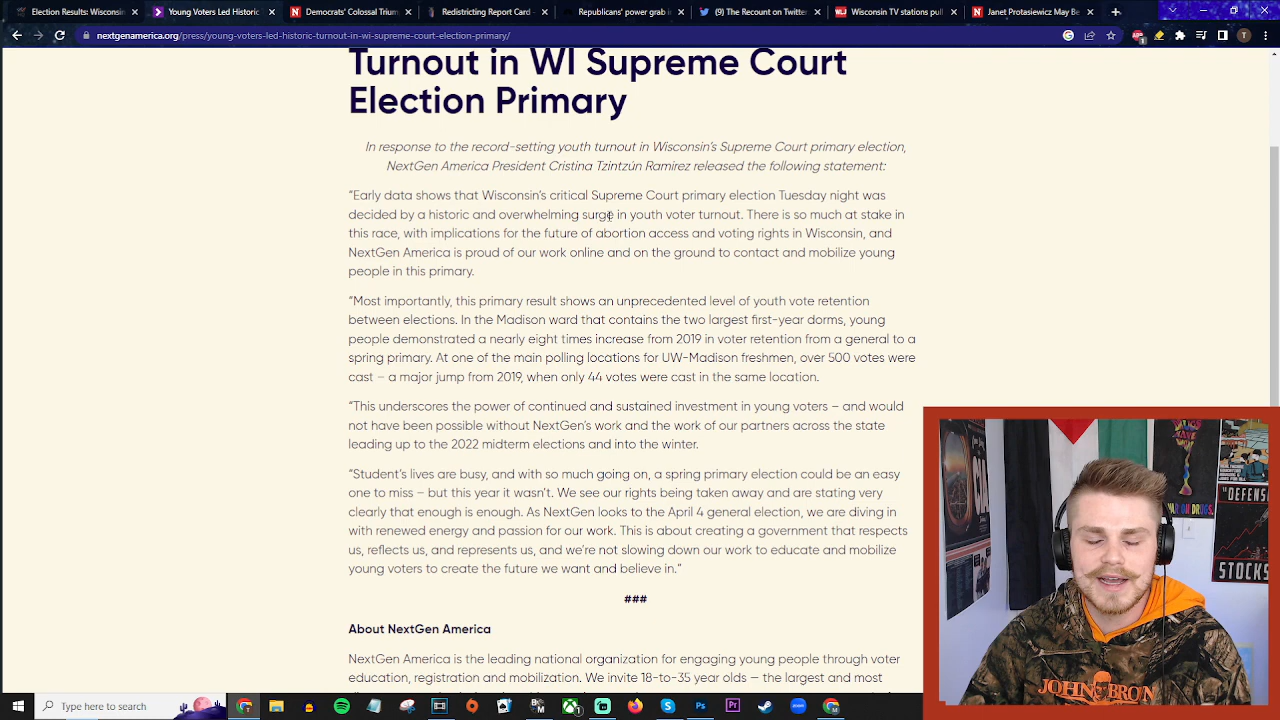 Election Results: Wisconsin
Young Voters Led Historic
Democrats' Colossal Trium
Redistricting Report Card
Republicans' power grab i
(9) The Recount on Twitter
Wisconsin TV stations pull
Janet Protasiewicz May Be
nextgenamerica.org/press/young-voters-led-historic-turnout-in-wi-supreme-court-election-primary/
Turnout in WI Supreme Court
Election Primary
In response to the record-setting youth turnout in Wisconsin's Supreme Court primary election,
NextGen America President Cristina Tzintzún Ramirez released the following statement:
“Early data shows that Wisconsin's critical Supreme Court primary election Tuesday night was
decided by a historic and overwhelming surge in youth voter turnout. There is so much at stake in
this race, with implications for the future of abortion access and voting rights in Wisconsin, and
NextGen America is proud of our work online and on the ground to contact and mobilize young
people in this primary.
“Most importantly, this primary result shows an unprecedented level of youth vote retention
between elections. In the Madison ward that contains the two largest first-year dorms, young
people demonstrated a nearly eight times increase from 2019 in voter retention from a general to a
spring primary. At one of the main polling locations for UW-Madison freshmen, over 500 votes were
cast – a major jump from 2019, when only 44 votes were cast in the same location.
“This underscores the power of continued and sustained investment in young voters – and would
not have been possible without NextGen's work and the work of our partners across the state
leading up to the 2022 midterm elections and into the winter.
“Student's lives are busy, and with so much going on, a spring primary election could be an easy
one to miss – but this year it wasn't. We see our rights being taken away and are stating very
clearly that enough is enough. As NextGen looks to the April 4 general election, we are diving in
with renewed energy and passion for our work. This is about creating a government that respects
us, reflects us, and represents us, and we're not slowing down our work to educate and mobilize
young voters to create the future we want and believe in.”
###
About NextGen America
NextGen America is the leading national organization for engaging young people through voter
education, registration and mobilization. We invite 18-to-35 year olds — the largest and most
Type here to search
CIA
WAR ON DRUGS
"DEFENSE
STOCKS
JOHN BROWN